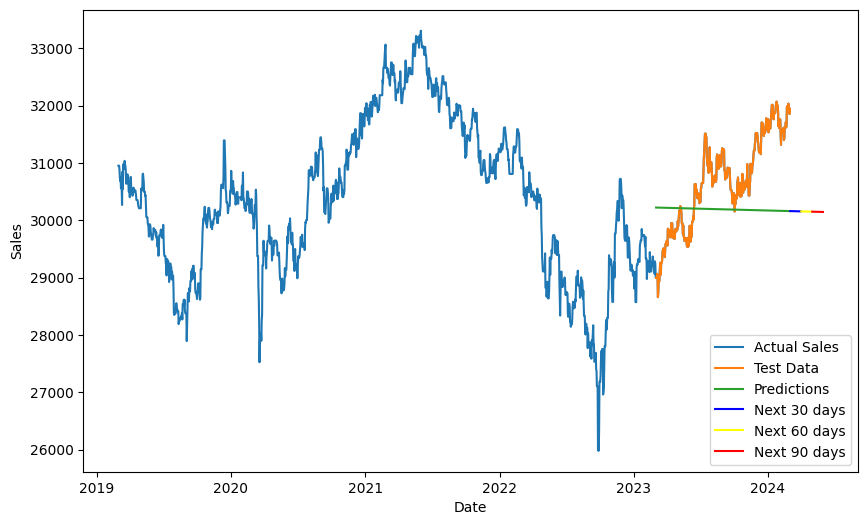 33000
32000
31000
30000
29000
28000
27000
26000
Sales
2019
2020
2021
2022
2023
2024
Date
Actual Sales
Test Data
Predictions
Next 30 days
Next 60 days
Next 90 days